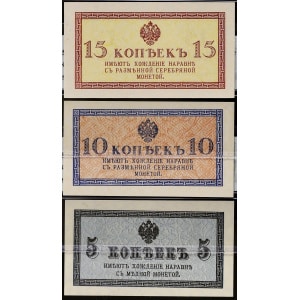 15 КОПѢЕКЪ 15
ИМѢЮТЪ ХОЖДЕНІЕ НАРАВНѢ
СЪ РАЗМѢННОЙ СЕРЕБРЯНОЙ
МОНЕТОЙ.
10 КОПѢЕКЪ 10
ИМѢЮТЪ ХОЖДЕНІЕ НАРАВНѢ
СЪ РАЗМѢННОЙ СЕРЕБРЯНОЙ
МОНЕТОЙ.
5 КОПѢЕКЪ 5
ИМѢЮТЪ ХОЖДЕНІЕ НАРАВНѢ
СЪ МѢДНОЙ МОНЕТОЙ.